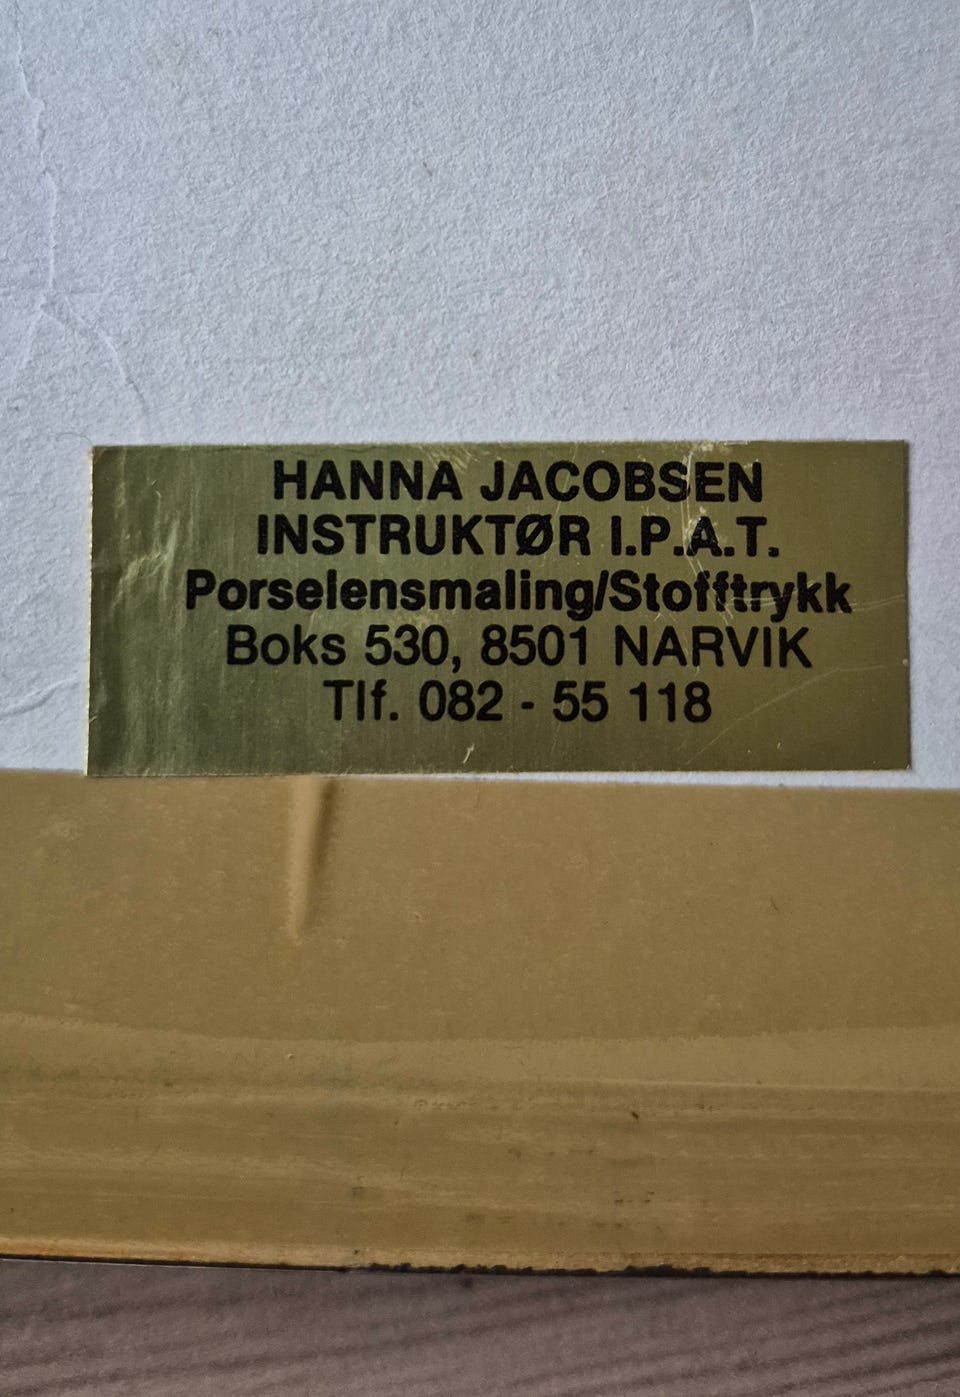 HANNA JACOBSEN
INSTRUKTØR I.P.A.T.
Porselensmaling/Stofftrykk
Boks 530, 8501 NARVIK
Tlf. 082 - 55 118